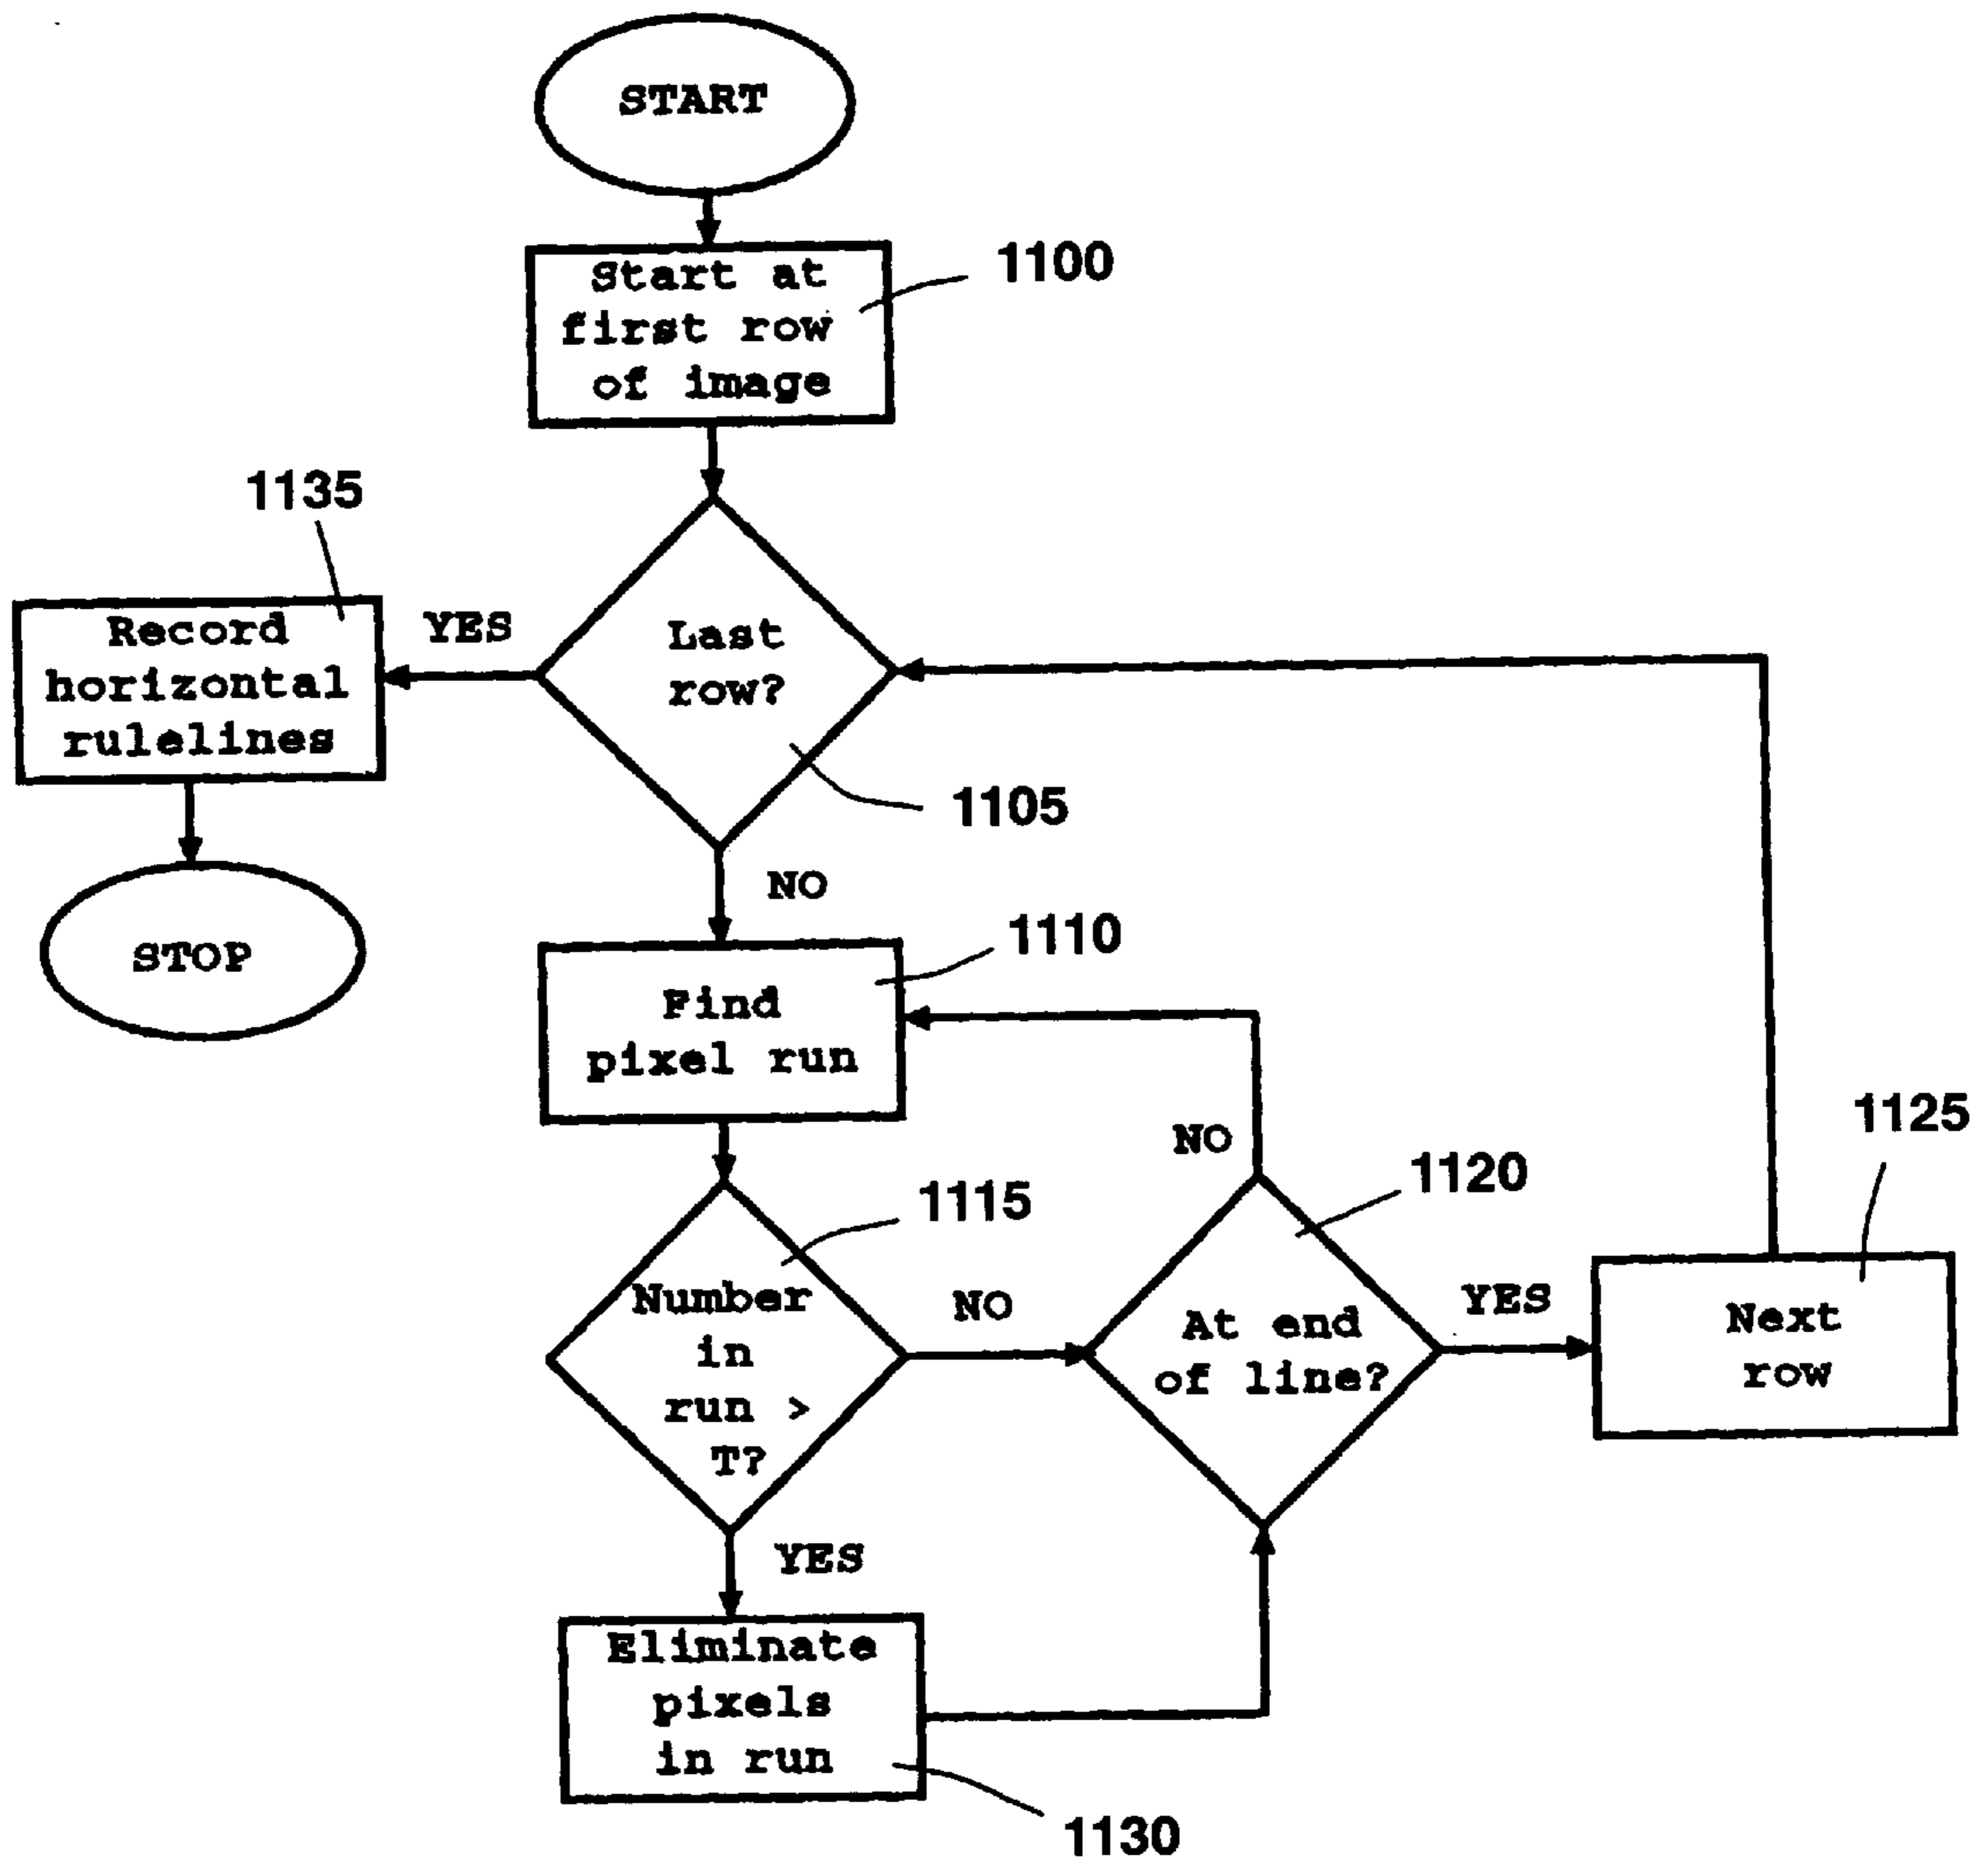 START
Start at
first row
of image
1100
1135
Record
horizontal
rulelines
YES
Last
row?
1105
STOP
NO
1110
Find
pixel run
NO
1125
1120
1115
Number
in
run >
T?
NO
At end
of line?
YES
Next
row
YES
Eliminate
pixels
in run
1130